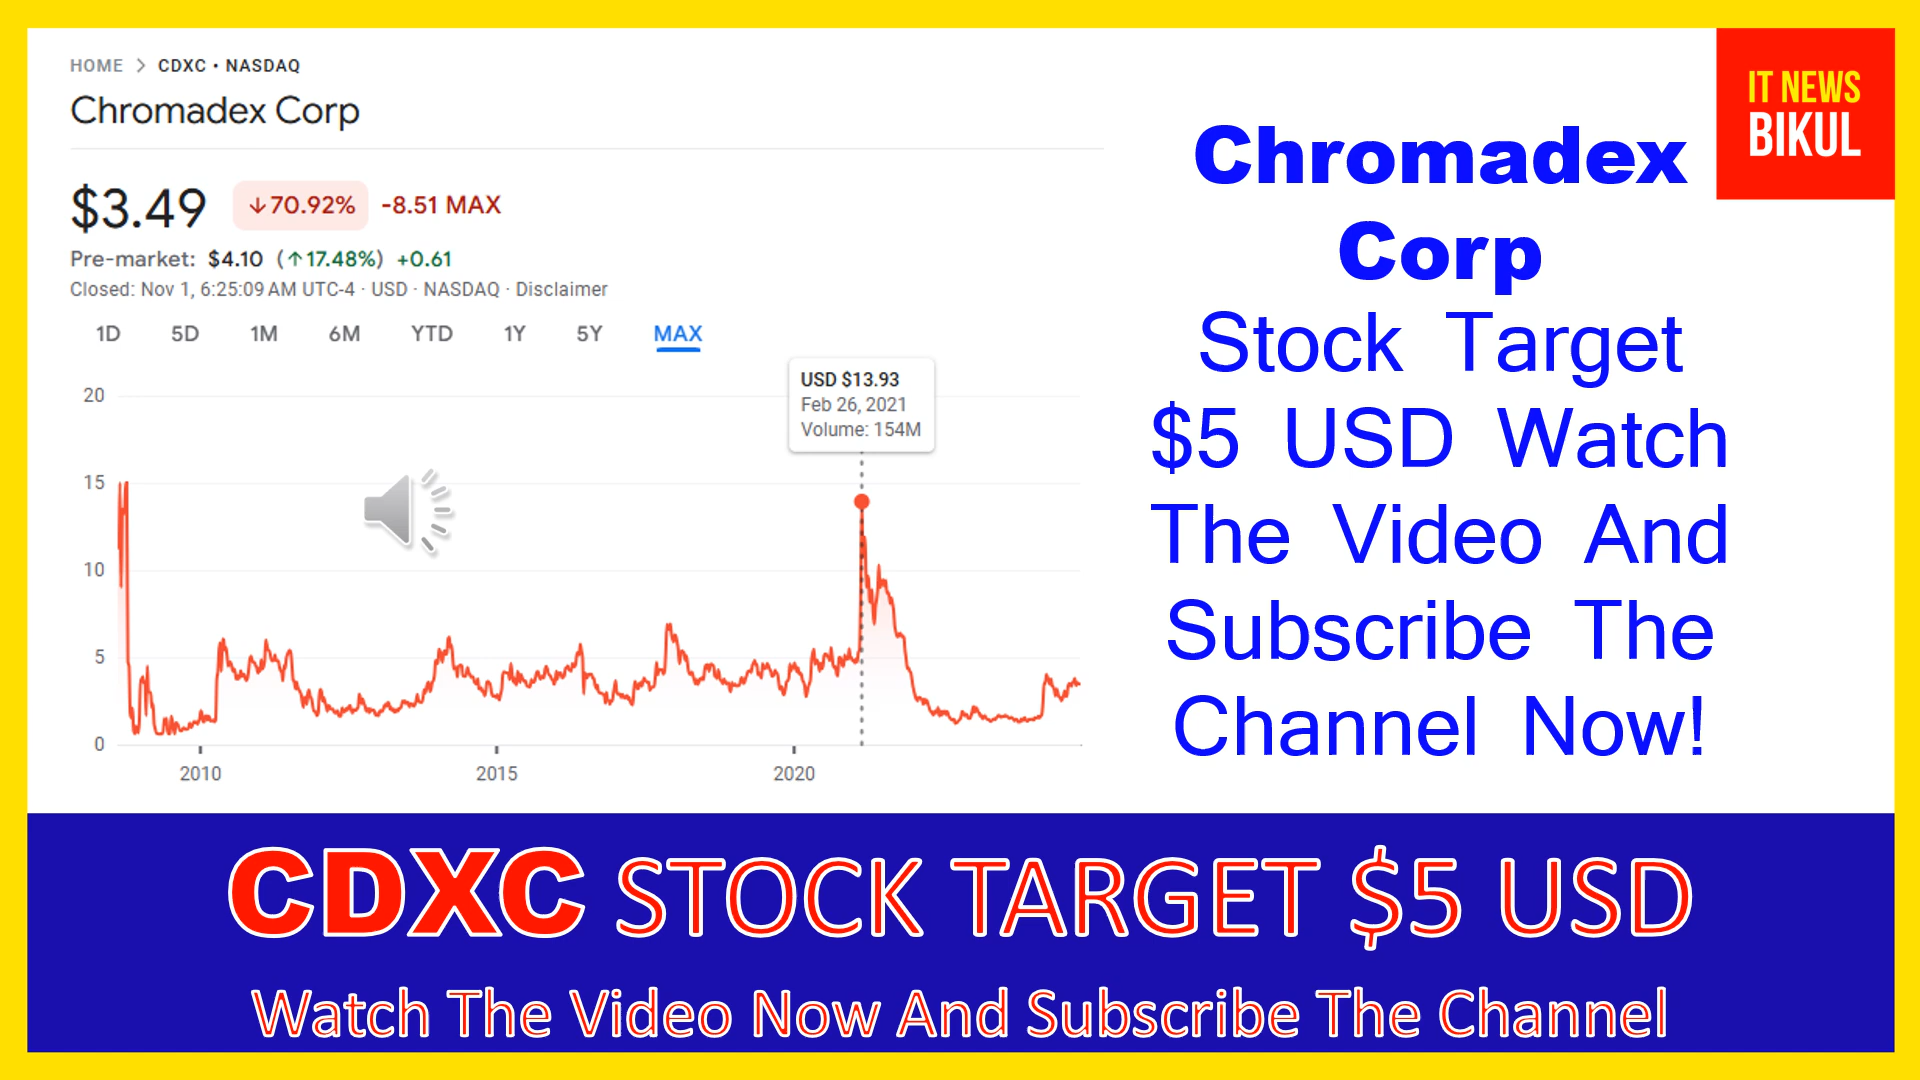 HOME > CDXC • NASDAQ
Chromadex Corp
$3.49 ↓70.92% -8.51 MAX
Pre-market: $4.10 (↑17.48%) +0.61
Closed: Nov 1, 6:25:09 AM UTC-4 · USD · NASDAQ · Disclaimer
1D 5D 1M 6M YTD 1Y 5Y MAX
USD $13.93
Feb 26, 2021
Volume: 154M
20
15
10
5
0
2010 2015 2020
IT NEWS
BIKUL
Chromadex
Corp
Stock Target
$5 USD Watch
The Video And
Subscribe The
Channel Now!
CDXC STOCK TARGET $5 USD
Watch The Video Now And Subscribe The Channel